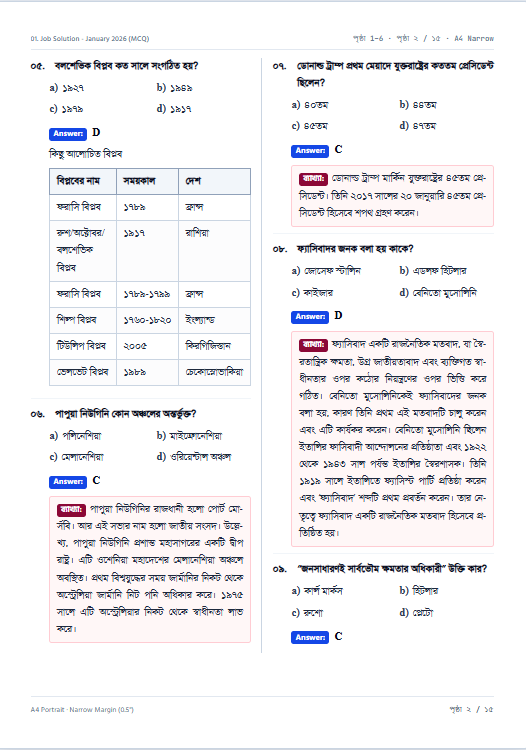 01. Job Solution - January 2026 (MCQ)
পৃষ্ঠা 1-6 · পৃষ্ঠা ২ / ১৫ · A4 Narrow
০৫. বলশেভিক বিপ্লব কত সালে সংগঠিত হয়?
a) ১৯২৭ b) ১৯৪৯
c) ১৯৭৯ d) ১৯১৭
Answer: D
কিছু আলোচিত বিপ্লব
বিপ্লবের নাম সময়কাল দেশ
ফরাসি বিপ্লব ১৭৮৯ ফ্রান্স
রুশ/অক্টোবর/ ১৯১৭ রাশিয়া
বলশেভিক
বিপ্লব
ফরাসি বিপ্লব ১৭৮৯-১৭৯৯ ফ্রান্স
শিল্প বিপ্লব ১৭৬০-১৮২০ ইংল্যান্ড
টিউলিপ বিপ্লব ২০০৫ কিরগিজিস্তান
ভেলভেট বিপ্লব ১৯৮৯ চেকোস্লোভাকিয়া
০৬. পাপুয়া নিউগিনি কোন অঞ্চলের অন্তর্ভুক্ত?
a) পলিনেশিয়া b) মাইক্রোনেশিয়া
c) মেলানেশিয়া d) ওরিয়েন্টাল অঞ্চল
Answer: C
ব্যাখ্যা: পাপুয়া নিউগিনির রাজধানী হলো পোর্ট মো-
র্সবি। আর এই সভার নাম হলো জাতীয় সংসদ। উল্লে-
খ্য, পাপুয়া নিউগিনি প্রশান্ত মহাসাগরের একটি দ্বীপ
রাষ্ট্র। এটি ওশেনিয়া মহাদেশের মেলানেশিয়া অঞ্চলে
অবস্থিত। প্রথম বিশ্বযুদ্ধের সময় জার্মানির নিকট থেকে
অস্ট্রেলিয়া জার্মানি নিউ পনি অধিকার করে। ১৯৭৫
সালে এটি অস্ট্রেলিয়ার নিকট থেকে স্বাধীনতা লাভ
করে।
০৭. ডোনাল্ড ট্রাম্প প্রথম মেয়াদে যুক্তরাষ্ট্রের কততম প্রেসিডেন্ট
ছিলেন?
a) ৪৩তম b) ৪৪তম
c) ৪৫তম d) ৪৭তম
Answer: C
ব্যাখ্যা: ডোনাল্ড ট্রাম্প মার্কিন যুক্তরাষ্ট্রের ৪৫তম প্রে-
সিডেন্ট। তিনি ২০১৭ সালের ২০ জানুয়ারি ৪৫তম প্রে-
সিডেন্ট হিসেবে শপথ গ্রহণ করেন।
০৮. ফ্যাসিবাদর জনক বলা হয় কাকে?
a) জোসেফ স্টালিন b) এডলফ হিটলার
c) কাইজার d) বেনিতো মুসোলিনি
Answer: D
ব্যাখ্যা: ফ্যাসিবাদ একটি রাজনৈতিক মতবাদ, যা স্বৈ-
রতান্ত্রিক ক্ষমতা, উগ্র জাতীয়তাবাদ এবং ব্যক্তিগত স্বা-
ধীনতার ওপর কঠোর নিয়ন্ত্রণের ওপর ভিত্তি করে
গঠিত। বেনিতো মুসোলিনিকেই ফ্যাসিবাদের জনক
বলা হয়, কারণ তিনি প্রথম এই মতবাদটি চালু করেন
এবং এটি কার্যকর করেন। বেনিতো মুসোলিনি ছিলেন
ইতালির ফাসিবাদী আন্দোলনের প্রতিষ্ঠাতা এবং ১৯২২
থেকে ১৯৪৩ সাল পর্যন্ত ইতালির স্বৈরশাসক। তিনি
১৯১৯ সালে ইতালিতে ফ্যাসিস্ট পার্টি প্রতিষ্ঠা করেন
এবং 'ফ্যাসিবাদ' শব্দটি প্রথম প্রবর্তন করেন। তার নে-
তৃত্বে ফ্যাসিবাদ একটি রাজনৈতিক মতবাদ হিসেবে প্র-
তিষ্ঠিত হয়।
০৯. “জনসাধারণই সার্বভৌম ক্ষমতার অধিকারী” উক্তি কার?
a) কার্ল মার্কস b) হিটলার
c) রুশো d) প্লেটো
Answer: C
A4 Portrait · Narrow Margin (0.5")
পৃষ্ঠা ২ / ১৫